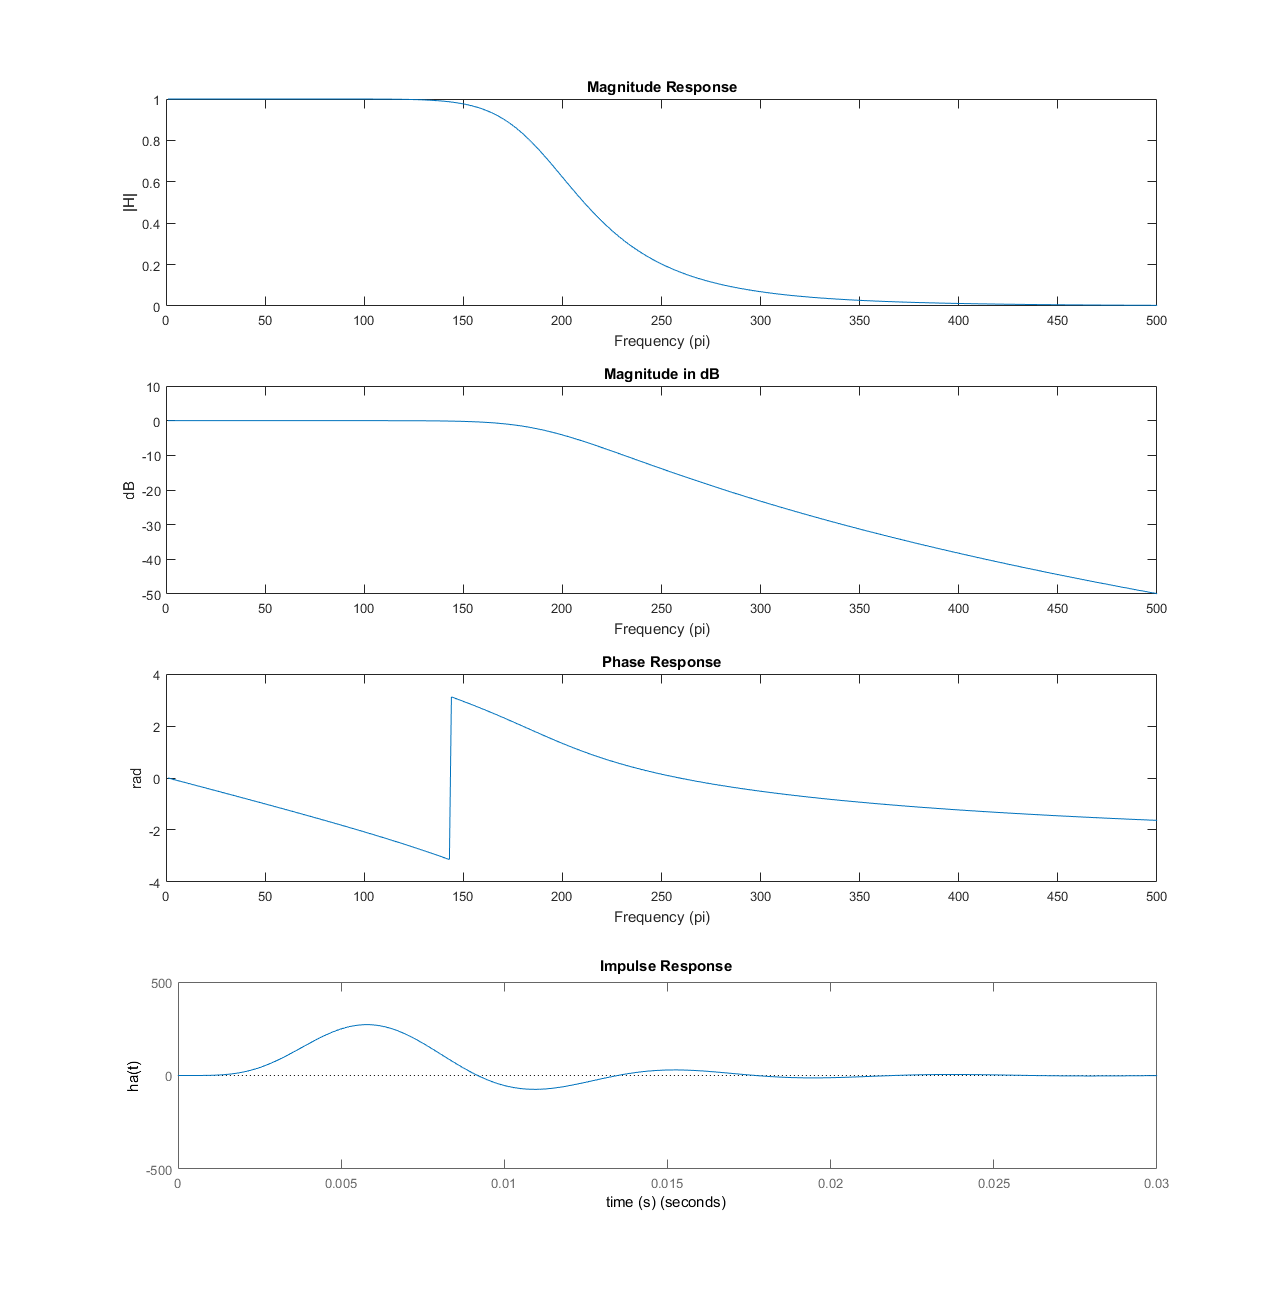 Magnitude Response
1
0.8
0.6
0.4
0.2
0
|H|
0 50 100 150 200 250 300 350 400 450 500
Frequency (pi)
Magnitude in dB
10
0
-10
-20
-30
-40
-50
dB
0 50 100 150 200 250 300 350 400 450 500
Frequency (pi)
Phase Response
4
2
0
-2
-4
rad
0 50 100 150 200 250 300 350 400 450 500
Frequency (pi)
Impulse Response
500
0
-500
ha(t)
0 0.005 0.01 0.015 0.02 0.025 0.03
time (s) (seconds)